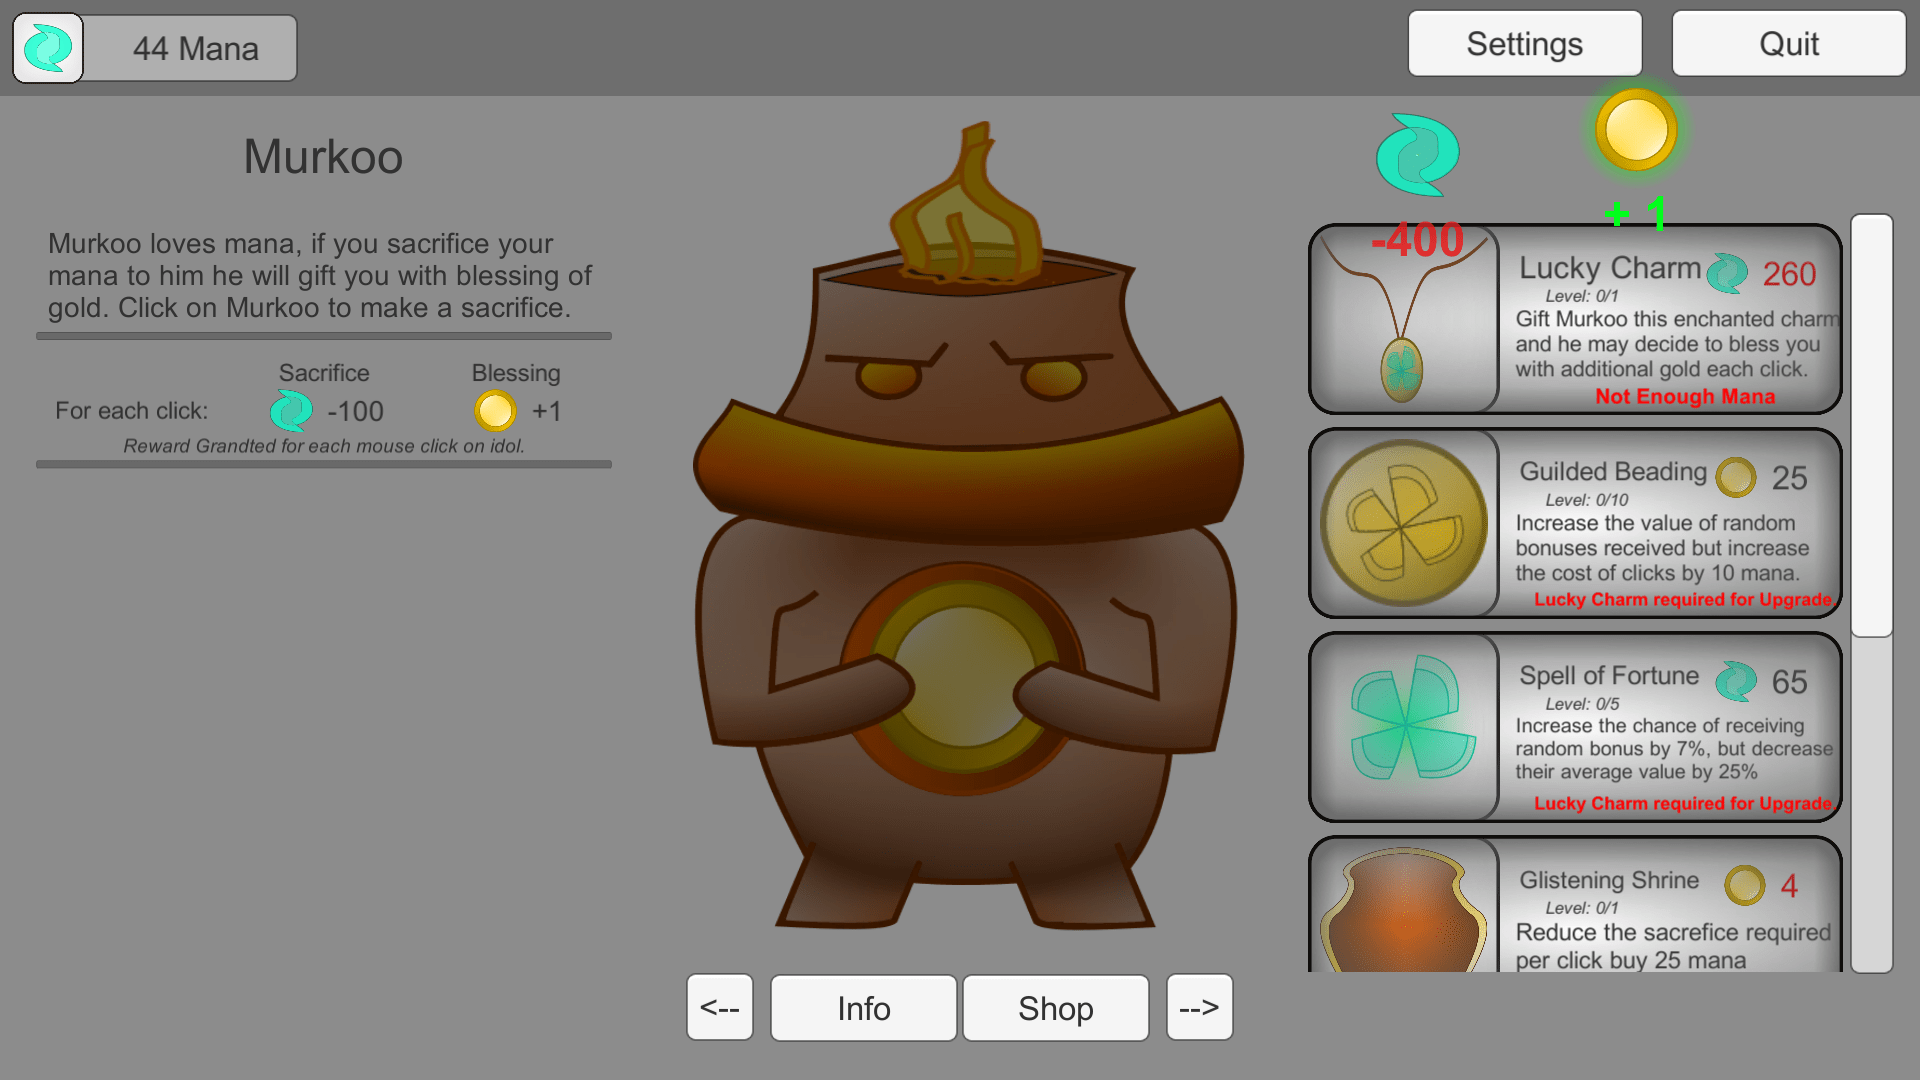 44 Mana
Settings
Quit
Murkoo
Murkoo loves mana, if you sacrifice your
mana to him he will gift you with blessing of
gold. Click on Murkoo to make a sacrifice.
Sacrifice
Blessing
For each click:
-100
+1
Reward Grandted for each mouse click on idol.
-400
+ 1
Lucky Charm
260
Level: 0/1
Gift Murkoo this enchanted charm
and he may decide to bless you
with additional gold each click.
Not Enough Mana
Guilded Beading
25
Level: 0/10
Increase the value of random
bonuses received but increase
the cost of clicks by 10 mana.
Lucky Charm required for Upgrade.
Spell of Fortune
65
Level: 0/5
Increase the chance of receiving
random bonus by 7%, but decrease
their average value by 25%
Lucky Charm required for Upgrade.
Glistening Shrine
4
Level: 0/1
Reduce the sacrefice required
per click buy 25 mana
<--
Info
Shop
-->